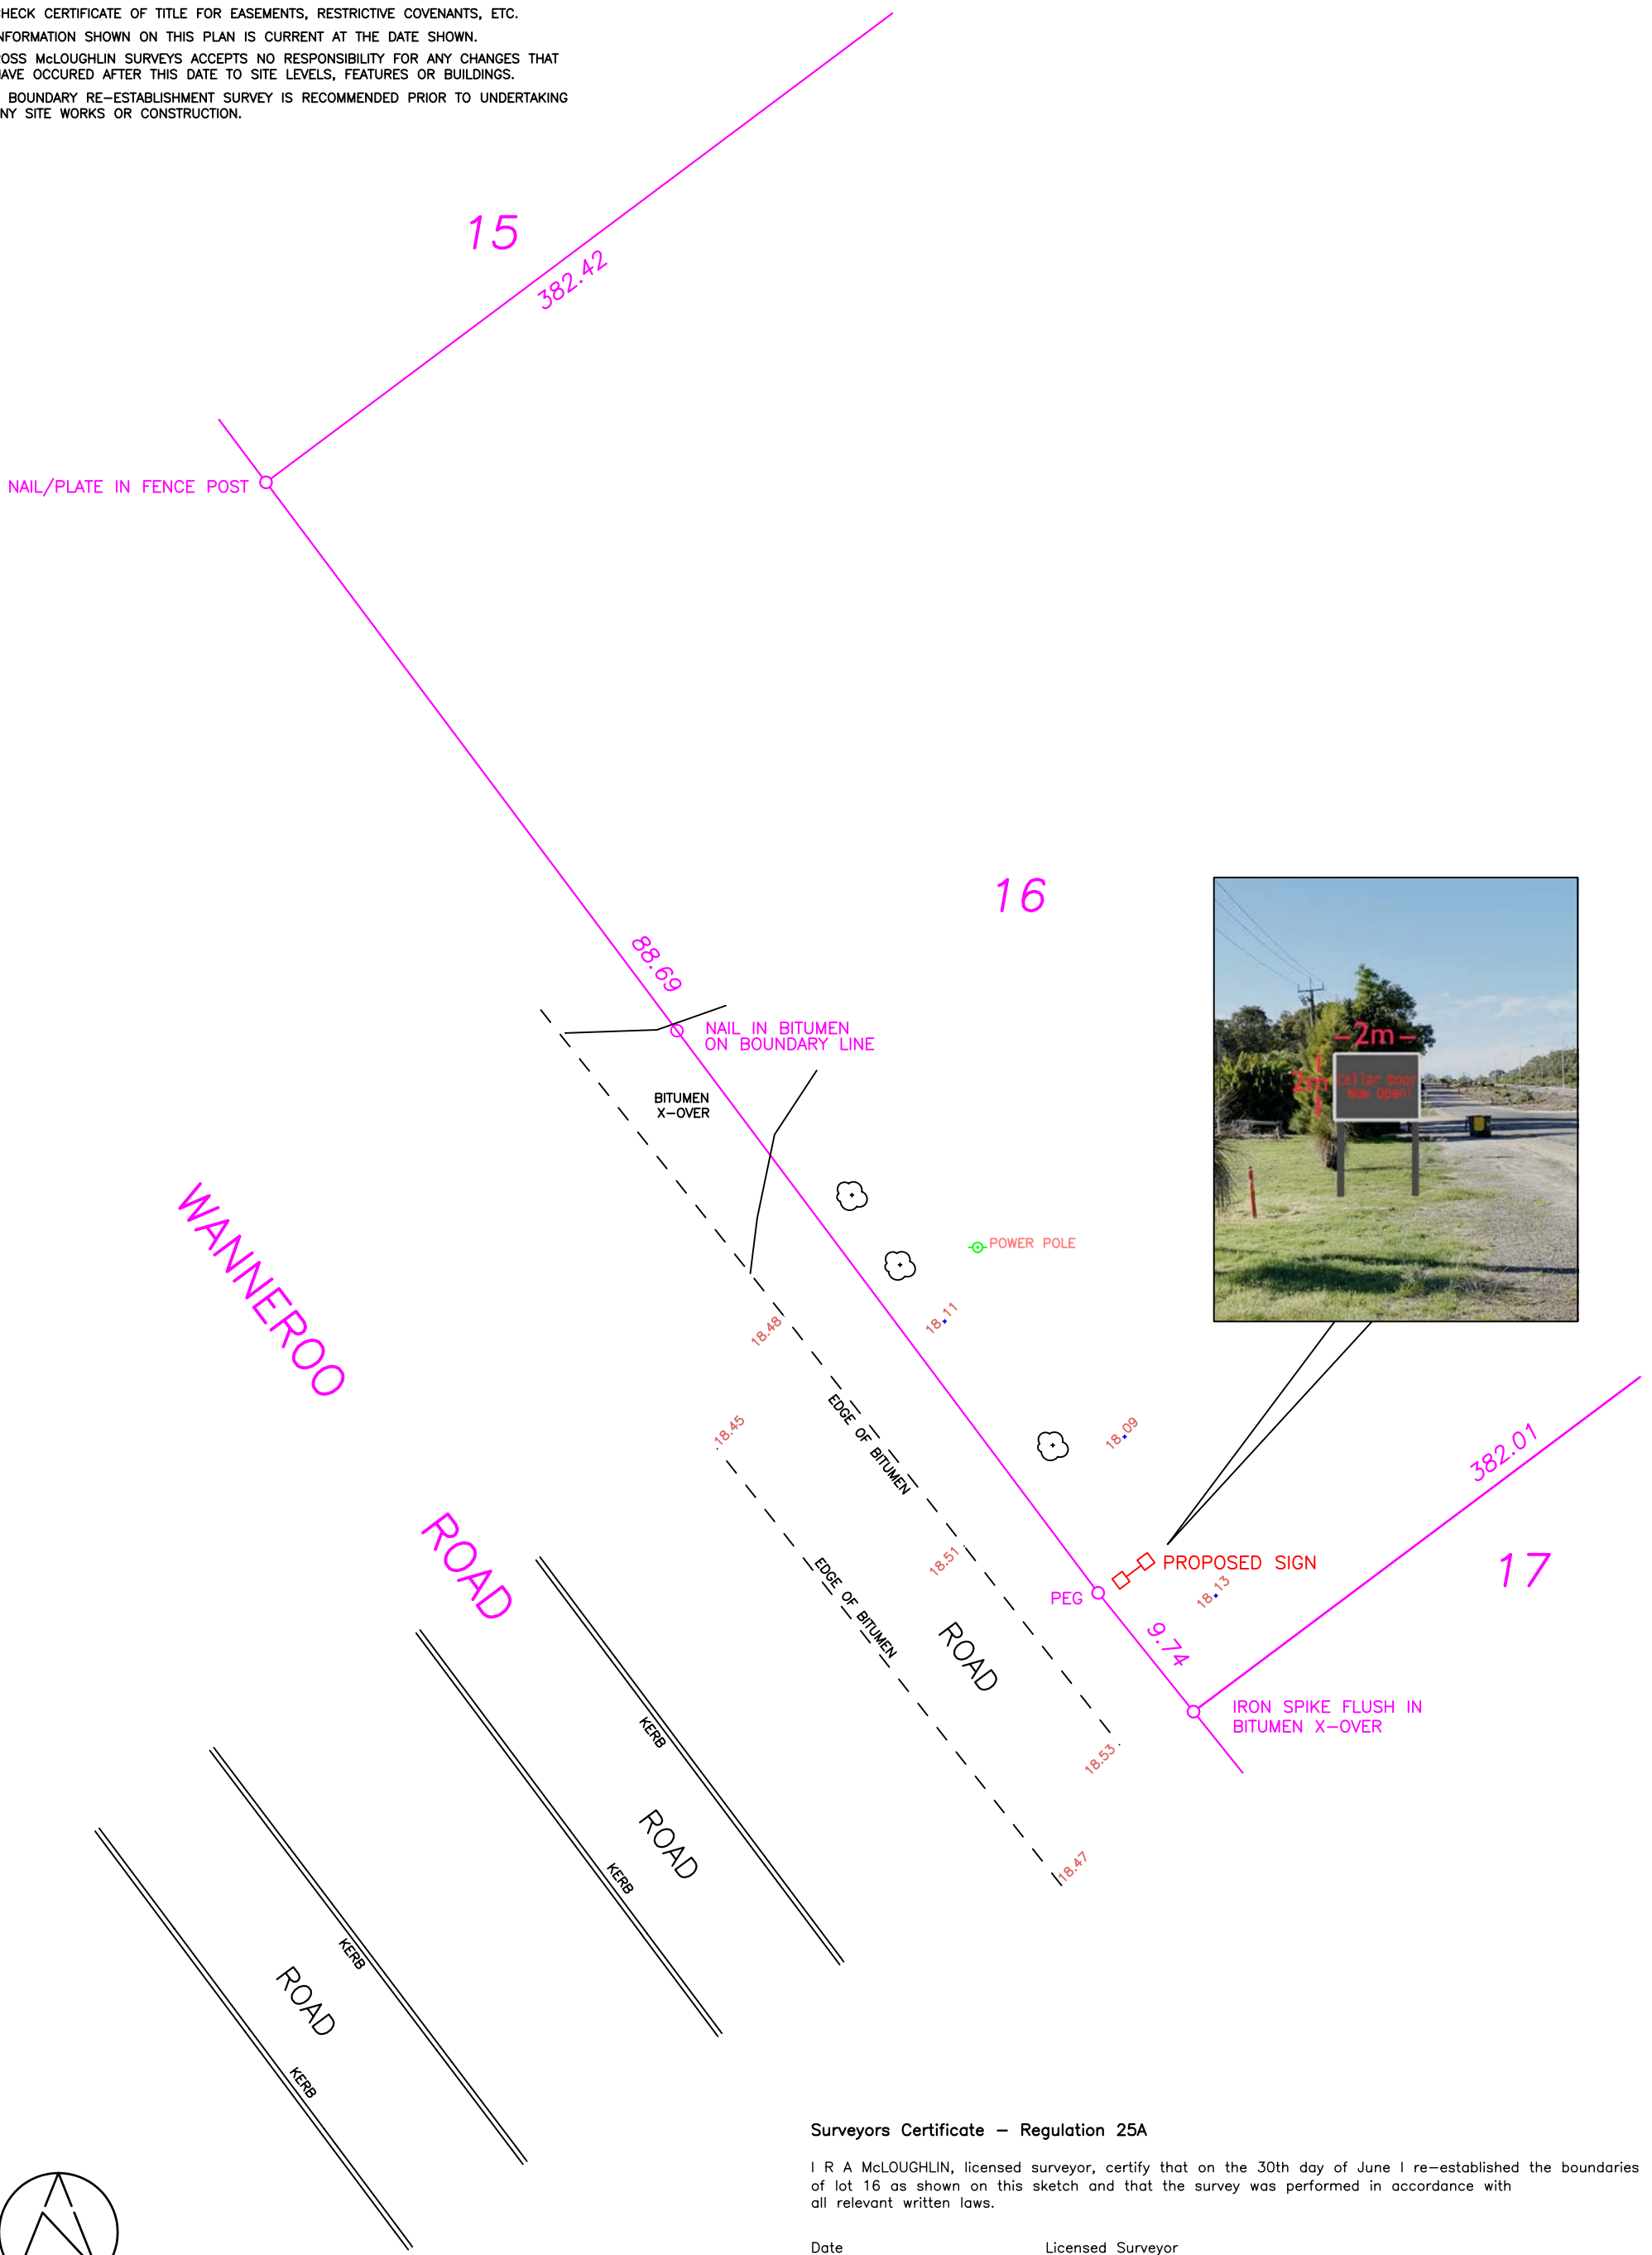 HECK CERTIFICATE OF TITLE FOR EASEMENTS, RESTRICTIVE COVENANTS, ETC.
NFORMATION SHOWN ON THIS PLAN IS CURRENT AT THE DATE SHOWN.
OSS McLOUGHLIN SURVEYS ACCEPTS NO RESPONSIBILITY FOR ANY CHANGES THAT
AVE OCCURED AFTER THIS DATE TO SITE LEVELS, FEATURES OR BUILDINGS.
BOUNDARY RE-ESTABLISHMENT SURVEY IS RECOMMENDED PRIOR TO UNDERTAKING
NY SITE WORKS OR CONSTRUCTION.
15
382.42
NAIL/PLATE IN FENCE POST
16
88.69
NAIL IN BITUMEN
ON BOUNDARY LINE
BITUMEN
X-OVER
-2m-
2m
Cellar Door
Now Open!
WANNEROO
ROAD
POWER POLE
18.11
18.48
EDGE OF BITUMEN
18.45
18.09
382.01
17
18.51
PROPOSED SIGN
18.13
PEG
EDGE OF BITUMEN
ROAD
9.74
IRON SPIKE FLUSH IN
BITUMEN X-OVER
18.53
18.47
KERB
ROAD
KERB
KERB
ROAD
KERB
Surveyors Certificate - Regulation 25A
I R A McLOUGHLIN, licensed surveyor, certify that on the 30th day of June I re-established the boundaries
of lot 16 as shown on this sketch and that the survey was performed in accordance with
all relevant written laws.
Date Licensed Surveyor